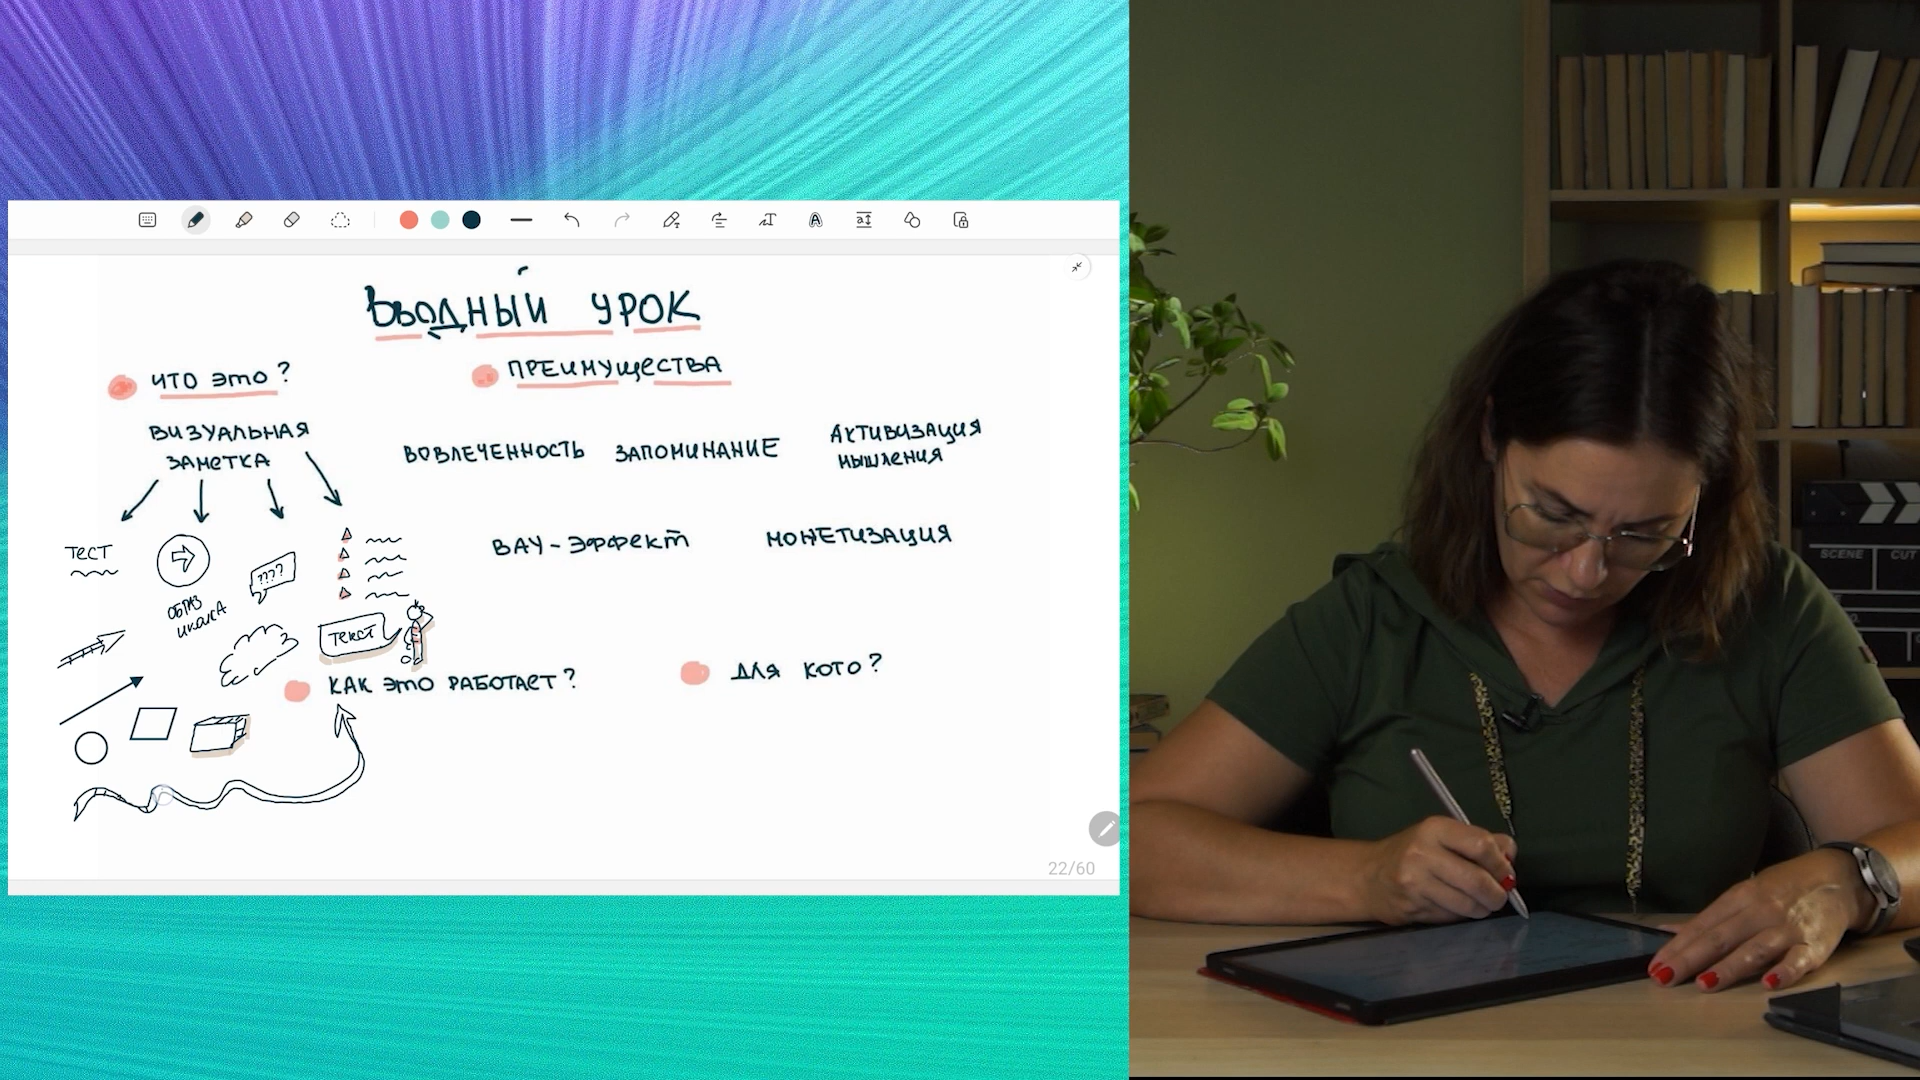 Вводный урок
что это?
Преимущества
Визуальная
заметка
Вовлеченность
Запоминание
Активизация
мышления
Вау-эффект
Монетизация
Тест
образ
иконка
????
Текст
Как это работает?
Для кого?
22/60
SCENE CUT